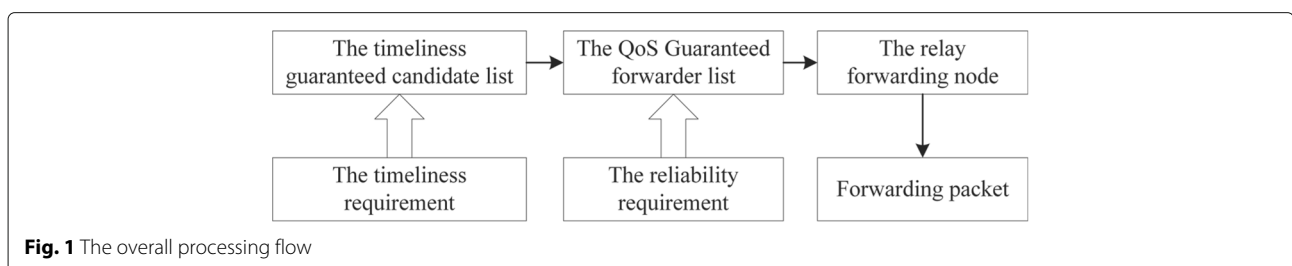 The timeliness
guaranteed candidate list
The QoS Guaranteed
forwarder list
The relay
forwarding node
The timeliness
requirement
The reliability
requirement
Forwarding packet
Fig. 1 The overall processing flow